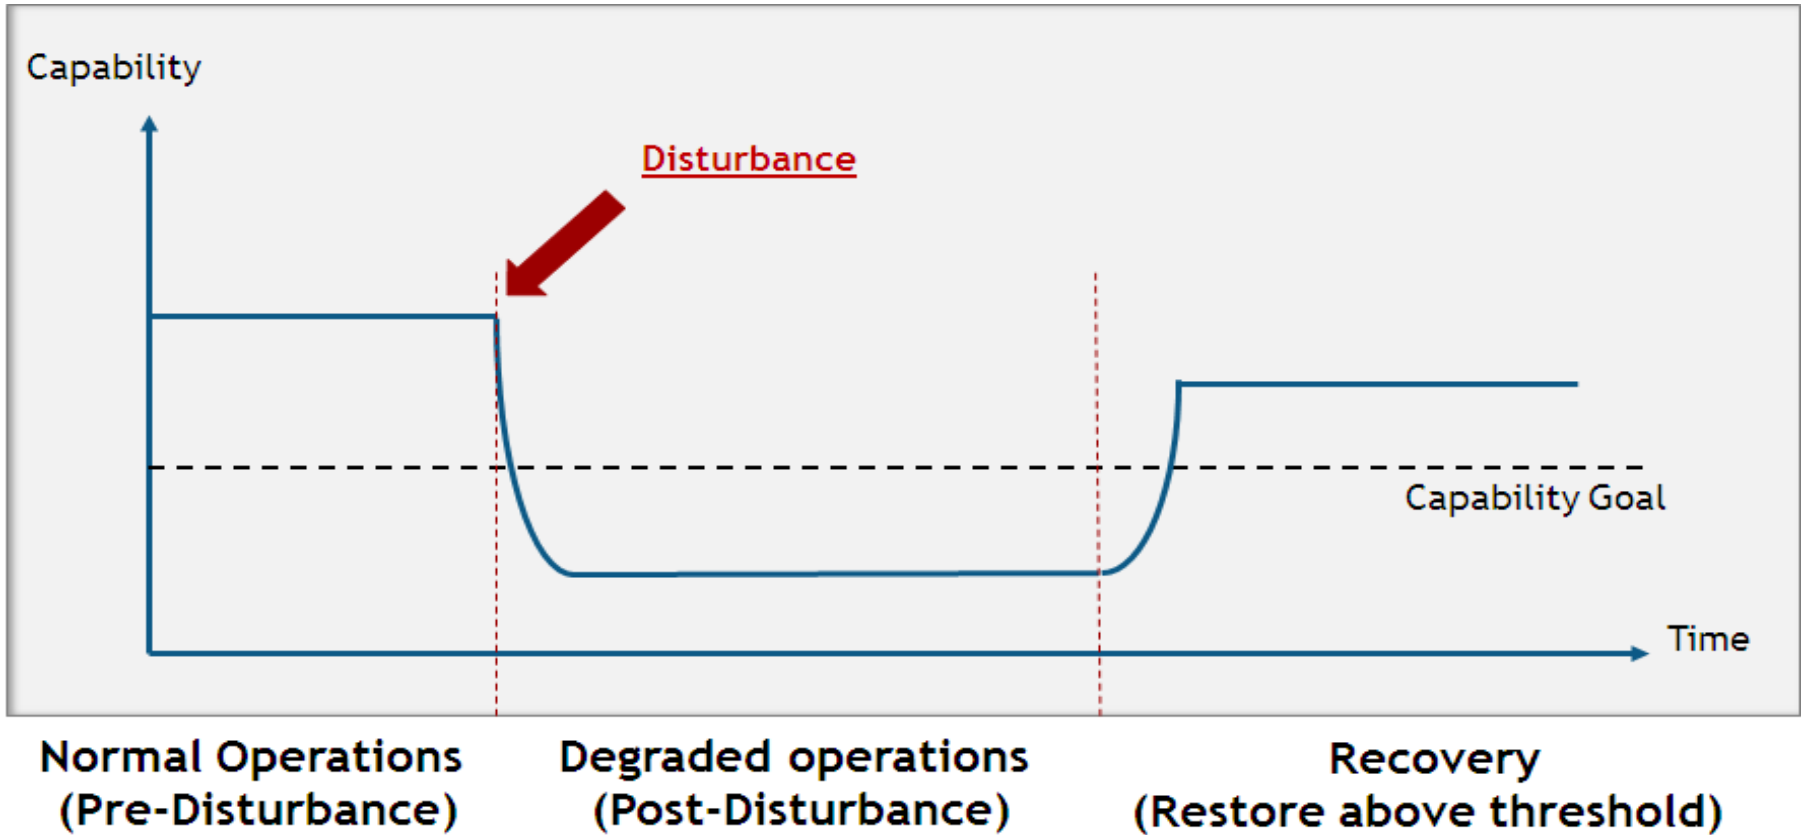 Capability
Disturbance
Capability Goal
Time
Normal Operations
(Pre-Disturbance)
Degraded operations
(Post-Disturbance)
Recovery
(Restore above threshold)